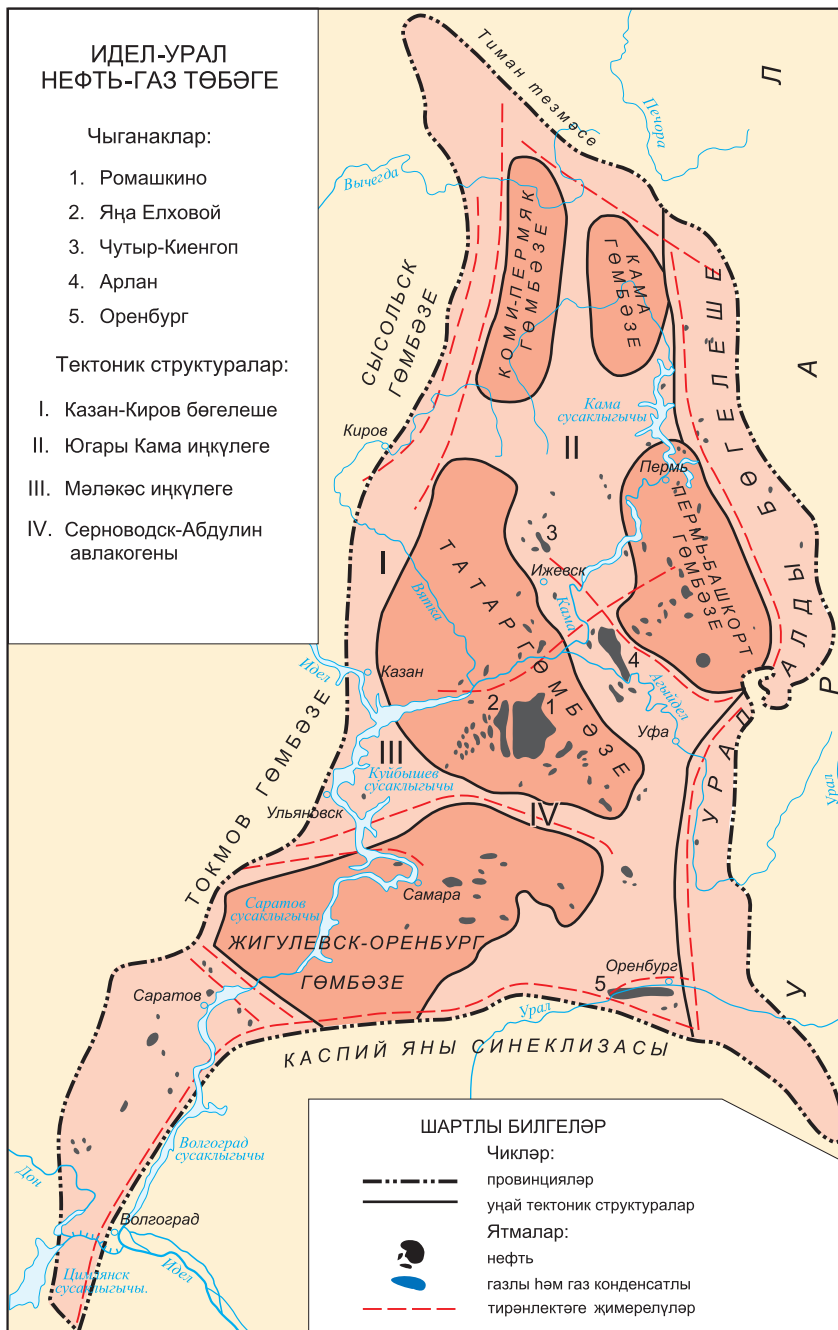 ИДЕЛ-УРАЛ
НЕФТЬ-ГАЗ ТӨБӘГЕ
Чыганаклар:
1. Ромашкино
2. Яңа Елховой
3. Чутыр-Киенгоп
4. Арлан
5. Оренбург
Тектоник структуралар:
I. Казан-Киров бөгелеше
II. Югары Кама иңкүлеге
III. Мәләкәс иңкүлеге
IV. Серноводск-Абдулин
авлакогены
Тиман тезмәсе
Печора
Вычегда
УРАЛ
КОМИ-ПЕРМЯК
ГӨМБӘЗЕ
КАМА
ГӨМБӘЗЕ
СЫСОЛЬСК
ГӨМБӘЗЕ
УРАЛ АЛДЫ БӨГЕЛЕШЕ
Киров
Кама
сусаклыгычы
II
Пермь
ПЕРМЬ-БАШКОРТ
ГӨМБӘЗЕ
3
Ижевск
I
ТАТАР ГӨМБӘЗЕ
Вятка
Кама
4
Идел
Казан
Агыйдел
2
1
Уфа
III
Куйбышев
сусаклыгычы
Урал
Ульяновск
IV
ТОКМОВ ГӨМБӘЗЕ
Самара
Саратов
сусаклыгычы
ЖИГУЛЕВСК-ОРЕНБУРГ
ГӨМБӘЗЕ
Оренбург
5
Саратов
Урал
КАСПИЙ ЯНЫ СИНЕКЛИЗАСЫ
Волгоград
сусаклыгычы
Дон
Волгоград
Идел
Цимлянск
сусаклыгычы.
ШАРТЛЫ БИЛГЕЛӘР
Чикләр:
провинцияләр
уңай тектоник структуралар
Ятмалар:
нефть
газлы һәм газ конденсатлы
тирәнлектәге җимерелүләр